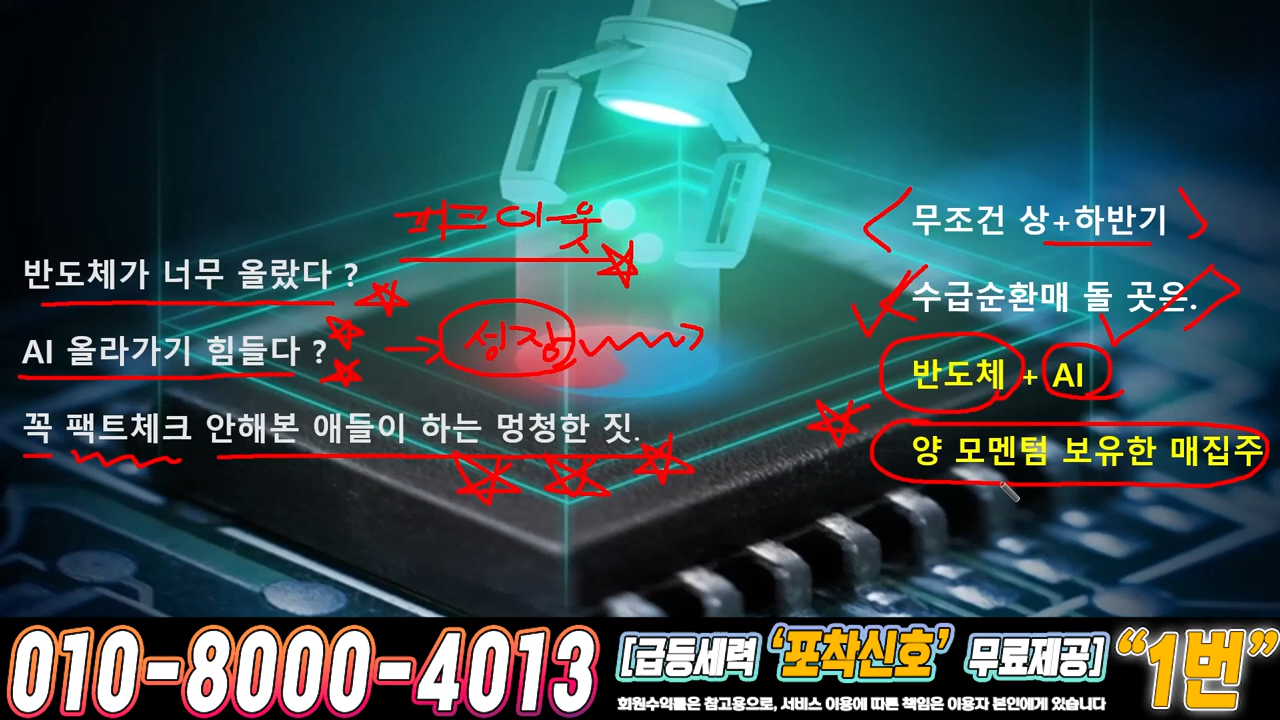 피크아웃
반도체가 너무 올랐다 ?
AI 올라가기 힘들다 ?
성장
꼭 팩트체크 안해본 애들이 하는 멍청한 짓.
무조건 상+하반기
수급순환매 돌 곳은.
반도체 + AI
양 모멘텀 보유한 매집주
010-8000-4013
[급등세력 ‘포착신호’ 무료제공] “1번”
회원수익률은 참고용으로, 서비스 이용에 따른 책임은 이용자 본인에게 있습니다